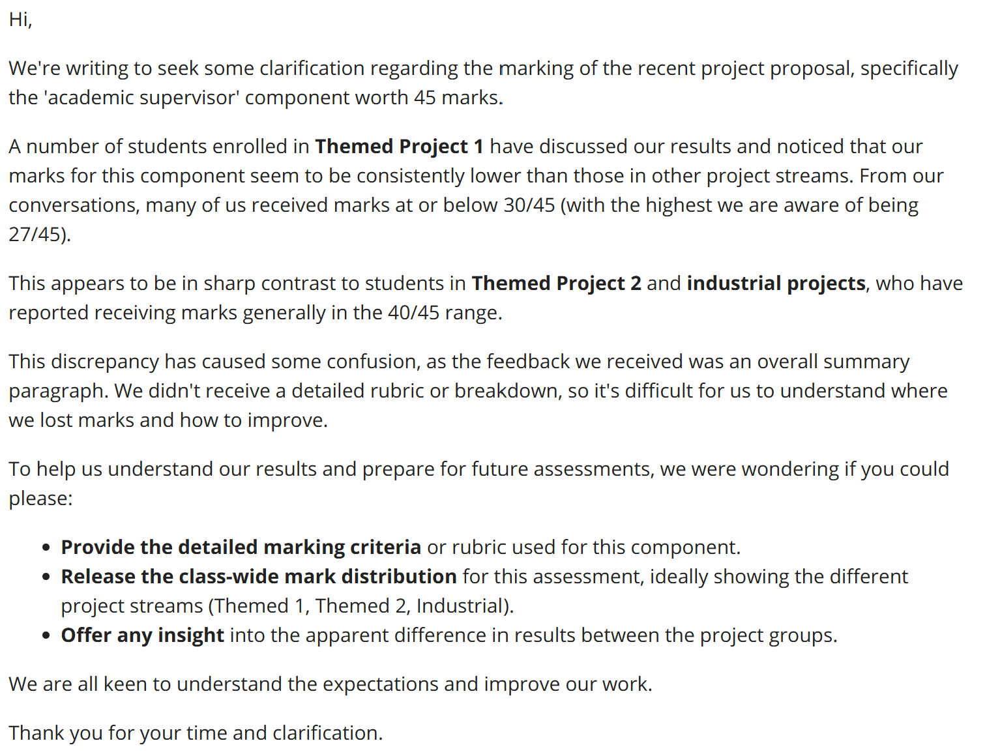 Hi,
We're writing to seek some clarification regarding the marking of the recent project proposal, specifically
the 'academic supervisor' component worth 45 marks.
A number of students enrolled in Themed Project 1 have discussed our results and noticed that our
marks for this component seem to be consistently lower than those in other project streams. From our
conversations, many of us received marks at or below 30/45 (with the highest we are aware of being
27/45).
This appears to be in sharp contrast to students in Themed Project 2 and industrial projects, who have
reported receiving marks generally in the 40/45 range.
This discrepancy has caused some confusion, as the feedback we received was an overall summary
paragraph. We didn't receive a detailed rubric or breakdown, so it's difficult for us to understand where
we lost marks and how to improve.
To help us understand our results and prepare for future assessments, we were wondering if you could
please:
• Provide the detailed marking criteria or rubric used for this component.
• Release the class-wide mark distribution for this assessment, ideally showing the different
project streams (Themed 1, Themed 2, Industrial).
• Offer any insight into the apparent difference in results between the project groups.
We are all keen to understand the expectations and improve our work.
Thank you for your time and clarification.